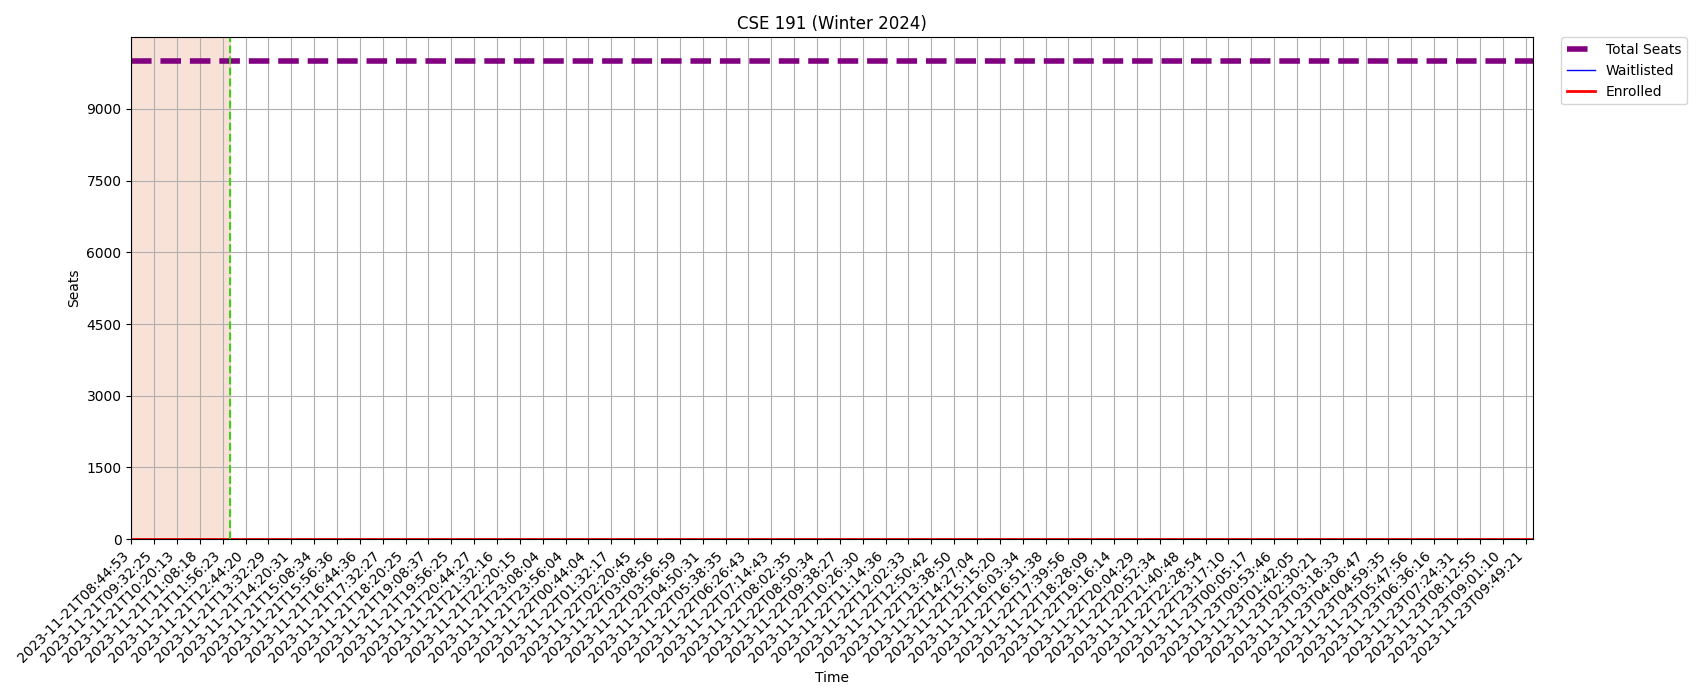 CSE 191 (Winter 2024)
Total Seats
Waitlisted
Enrolled
Seats
9000
7500
6000
4500
3000
1500
0
2023-11-21T08:44:53
2023-11-21T09:32:25
2023-11-21T10:20:13
2023-11-21T11:08:18
2023-11-21T11:56:23
2023-11-21T12:44:20
2023-11-21T13:32:29
2023-11-21T14:20:31
2023-11-21T15:08:34
2023-11-21T15:56:36
2023-11-21T16:44:36
2023-11-21T17:32:27
2023-11-21T18:20:25
2023-11-21T19:08:37
2023-11-21T19:56:25
2023-11-21T20:44:27
2023-11-21T21:32:16
2023-11-21T22:20:15
2023-11-21T23:08:04
2023-11-21T23:56:04
2023-11-22T00:44:04
2023-11-22T01:32:17
2023-11-22T02:20:45
2023-11-22T03:08:56
2023-11-22T03:56:59
2023-11-22T04:50:31
2023-11-22T05:38:35
2023-11-22T06:26:43
2023-11-22T07:14:43
2023-11-22T08:02:35
2023-11-22T08:50:34
2023-11-22T09:38:27
2023-11-22T10:26:30
2023-11-22T11:14:36
2023-11-22T12:02:33
2023-11-22T12:50:42
2023-11-22T13:38:50
2023-11-22T14:27:04
2023-11-22T15:15:20
2023-11-22T16:03:34
2023-11-22T16:51:38
2023-11-22T17:39:56
2023-11-22T18:28:09
2023-11-22T19:16:14
2023-11-22T20:04:29
2023-11-22T20:52:34
2023-11-22T21:40:48
2023-11-22T22:28:54
2023-11-22T23:17:10
2023-11-23T00:05:17
2023-11-23T00:53:46
2023-11-23T01:42:05
2023-11-23T02:30:21
2023-11-23T03:18:33
2023-11-23T04:06:47
2023-11-23T04:59:35
2023-11-23T05:47:56
2023-11-23T06:36:16
2023-11-23T07:24:31
2023-11-23T08:12:55
2023-11-23T09:01:10
2023-11-23T09:49:21
Time